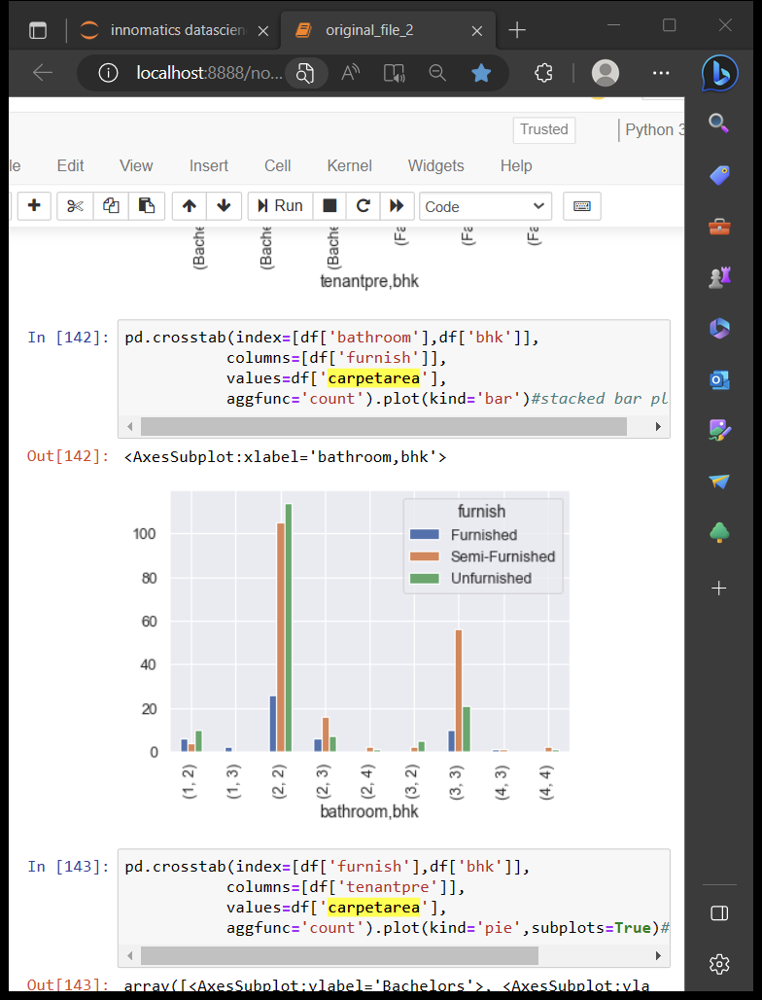 innomatics datascien
original_file_2
localhost:8888/no...
Trusted
Python 3
le Edit View Insert Cell Kernel Widgets Help
Run Code
(Bache (Bache (Bache (Fa (Fa (Fa
tenantpre,bhk
In [142]: pd.crosstab(index=[df['bathroom'],df['bhk']],
columns=[df['furnish']],
values=df['carpetarea'],
aggfunc='count').plot(kind='bar')#stacked bar pl
Out[142]: <AxesSubplot:xlabel='bathroom,bhk'>
furnish
Furnished
Semi-Furnished
Unfurnished
100
80
60
40
20
0
(1, 2) (1, 3) (2, 2) (2, 3) (2, 4) (3, 2) (3, 3) (4, 3) (4, 4)
bathroom,bhk
In [143]: pd.crosstab(index=[df['furnish'],df['bhk']],
columns=[df['tenantpre']],
values=df['carpetarea'],
aggfunc='count').plot(kind='pie',subplots=True)#
Out[143]: array([<AxesSubplot:ylabel='Bachelors'>, <AxesSubplot:yla